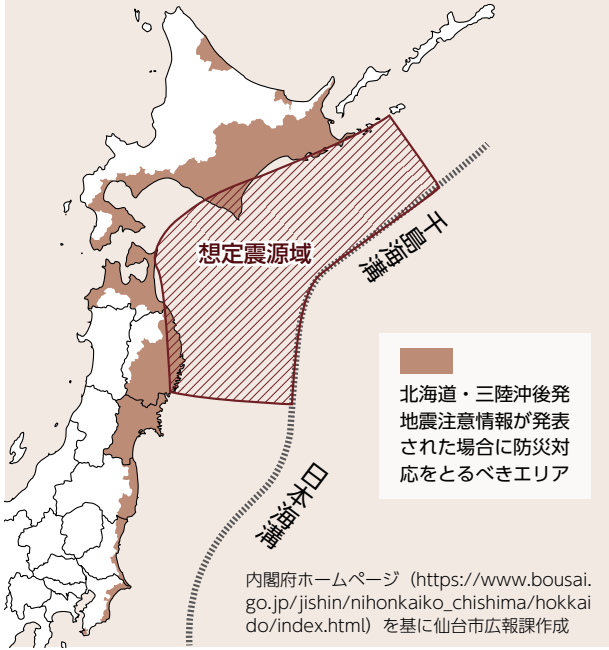 想定震源域
千島海溝
北海道・三陸沖後発
地震注意情報が発表
された場合に防災対
応をとるべきエリア
日本海溝
内閣府ホームページ（https://www.bousai.
go.jp/jishin/nihonkaiko_chishima/hokkai
do/index.html）を基に仙台市広報課作成